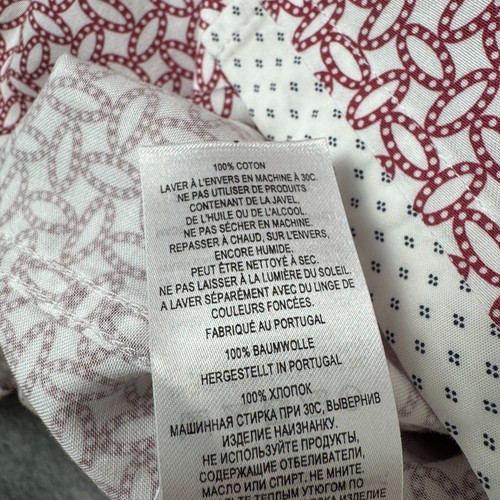 100% COTON
LAVER À L'ENVERS EN MACHINE À 30C.
NE PAS UTILISER DE PRODUITS
CONTENANT DE LA JAVEL,
DE L'HUILE OU DE L'ALCOOL.
NE PAS SÉCHER EN MACHINE.
REPASSER À CHAUD, SUR L'ENVERS,
ENCORE HUMIDE.
PEUT ÊTRE NETTOYÉ À SEC.
NE PAS LAISSER À LA LUMIÈRE DU SOLEIL.
A LAVER SÉPARÉMENT AVEC DU LINGE DE
COULEURS FONCÉES.
FABRIQUÉ AU PORTUGAL
100% BAUMWOLLE
HERGESTELLT IN PORTUGAL
100% ХЛОПОК
МАШИННАЯ СТИРКА ПРИ 30С, ВЫВЕРНИВ
ИЗДЕЛИЕ НАИЗНАНКУ.
НЕ ИСПОЛЬЗУЙТЕ ПРОДУКТЫ,
СОДЕРЖАЩИЕ ОТБЕЛИВАТЕЛИ,
МАСЛО ИЛИ СПИРТ, НЕ МНИТЕ.
ТЕПЛЫМ УТЮГОМ ПО
ИЗДЕЛИЕ